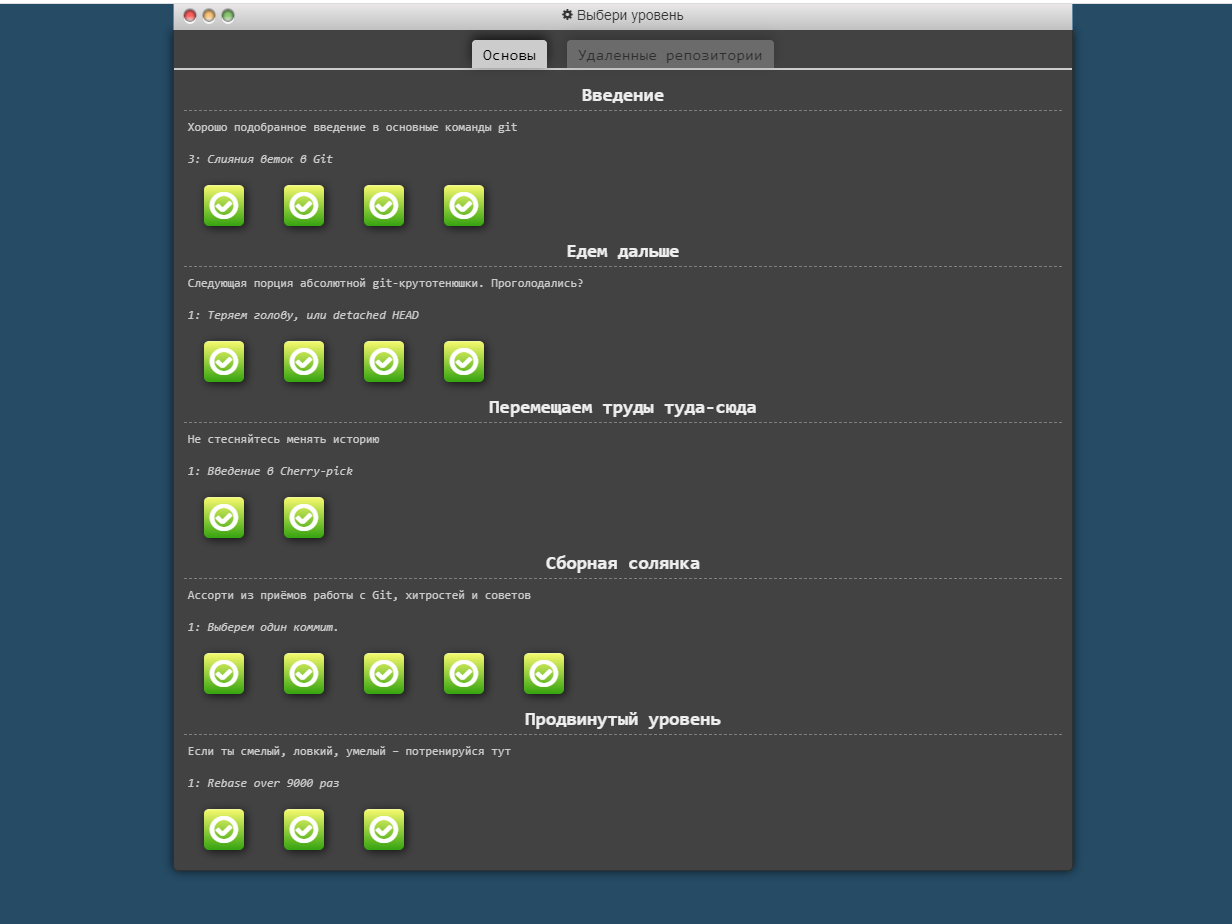 Выбери уровень
Основы
Удаленные репозитории
Введение
Хорошо подобранное введение в основные команды git
3: Слияния веток в Git
Едем дальше
Следующая порция абсолютной git-крутотенюшки. Проголодались?
1: Теряем голову, или detached HEAD
Перемещаем труды туда-сюда
Не стесняйтесь менять историю
1: Введение в Cherry-pick
Сборная солянка
Ассорти из приёмов работы с Git, хитростей и советов
1: Выберем один коммит.
Продвинутый уровень
Если ты смелый, ловкий, умелый – потренируйся тут
1: Rebase over 9000 раз